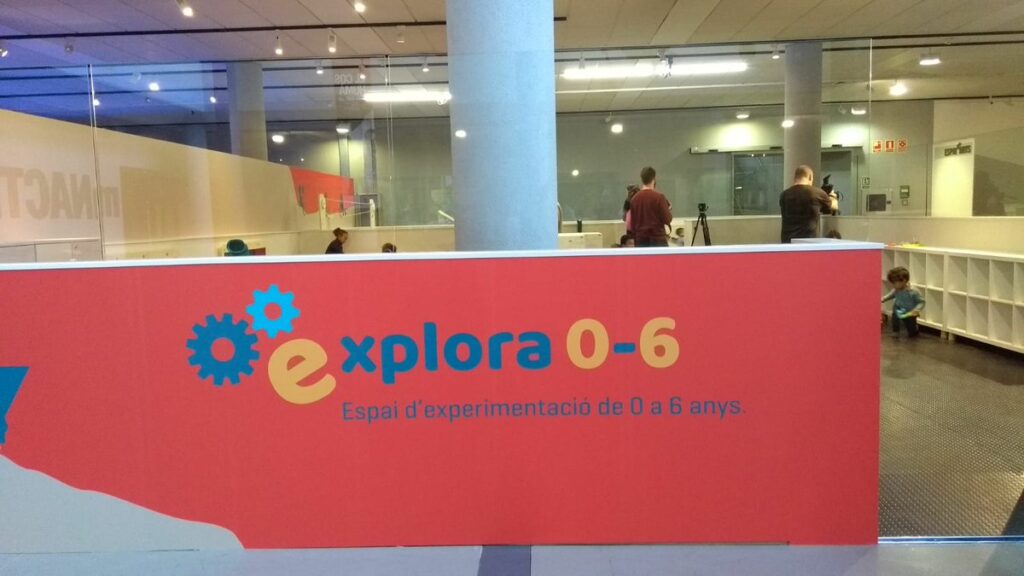 explora 0-6
Espai d'experimentació de 0 a 6 anys.